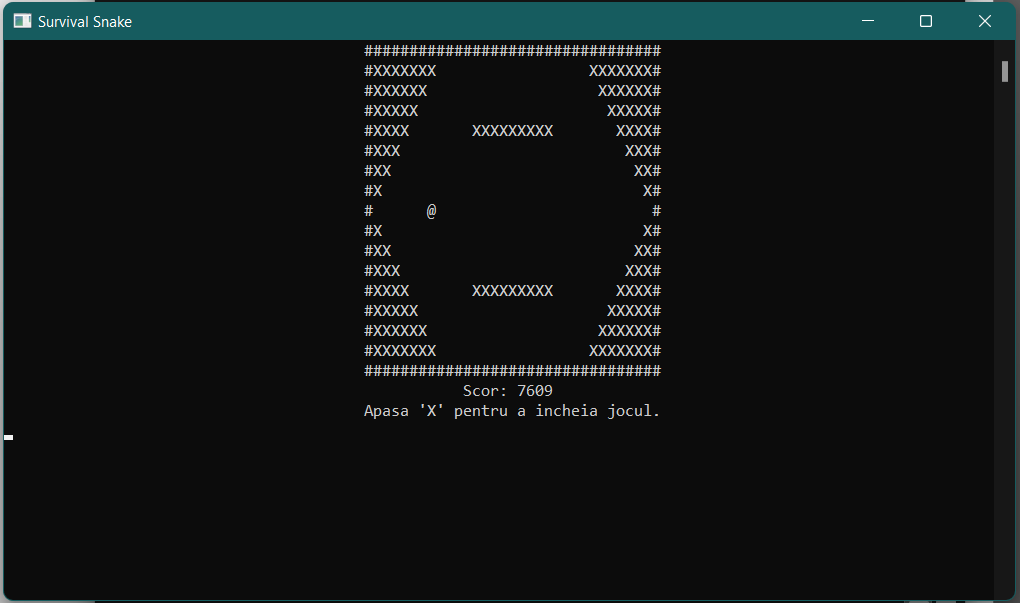 #################################
#XXXXXXX                 XXXXXXX#
#XXXXXX                   XXXXXX#
#XXXXX                     XXXXX#
#XXXX       XXXXXXXXX       XXXX#
#XXX                         XXX#
#XX                           XX#
#X                             X#
#      @                        #
#X                             X#
#XX                           XX#
#XXX                         XXX#
#XXXX       XXXXXXXXX       XXXX#
#XXXXX                     XXXXX#
#XXXXXX                   XXXXXX#
#XXXXXXX                 XXXXXXX#
#################################
Scor: 7609
Apasa 'X' pentru a incheia jocul.
Survival Snake